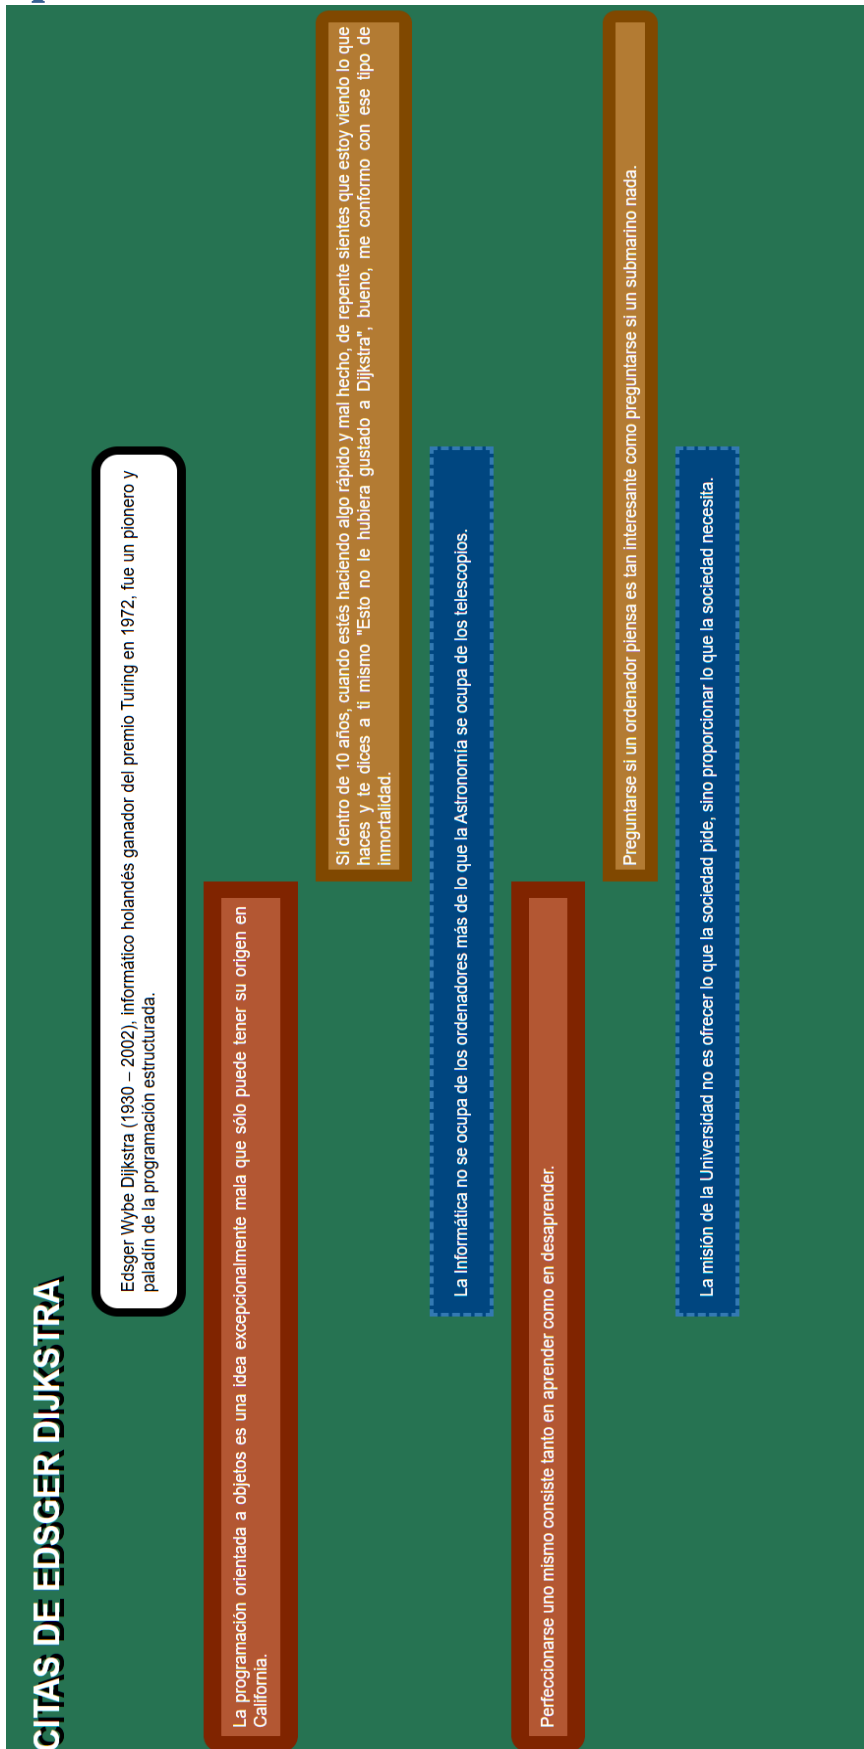 CITAS DE EDSGER DIJKSTRA
Edsger Wybe Dijkstra (1930 – 2002), informático holandés ganador del premio Turing en 1972, fue un pionero y
paladín de la programación estructurada.
La programación orientada a objetos es una idea excepcionalmente mala que sólo puede tener su origen en
California.
Si dentro de 10 años, cuando estés haciendo algo rápido y mal hecho, de repente sientes que estoy viendo lo que
haces y te dices a ti mismo "Esto no le hubiera gustado a Dijkstra", bueno, me conformo con ese tipo de
inmortalidad.
La Informática no se ocupa de los ordenadores más de lo que la Astronomía se ocupa de los telescopios.
Perfeccionarse uno mismo consiste tanto en aprender como en desaprender.
Preguntarse si un ordenador piensa es tan interesante como preguntarse si un submarino nada.
La misión de la Universidad no es ofrecer lo que la sociedad pide, sino proporcionar lo que la sociedad necesita.